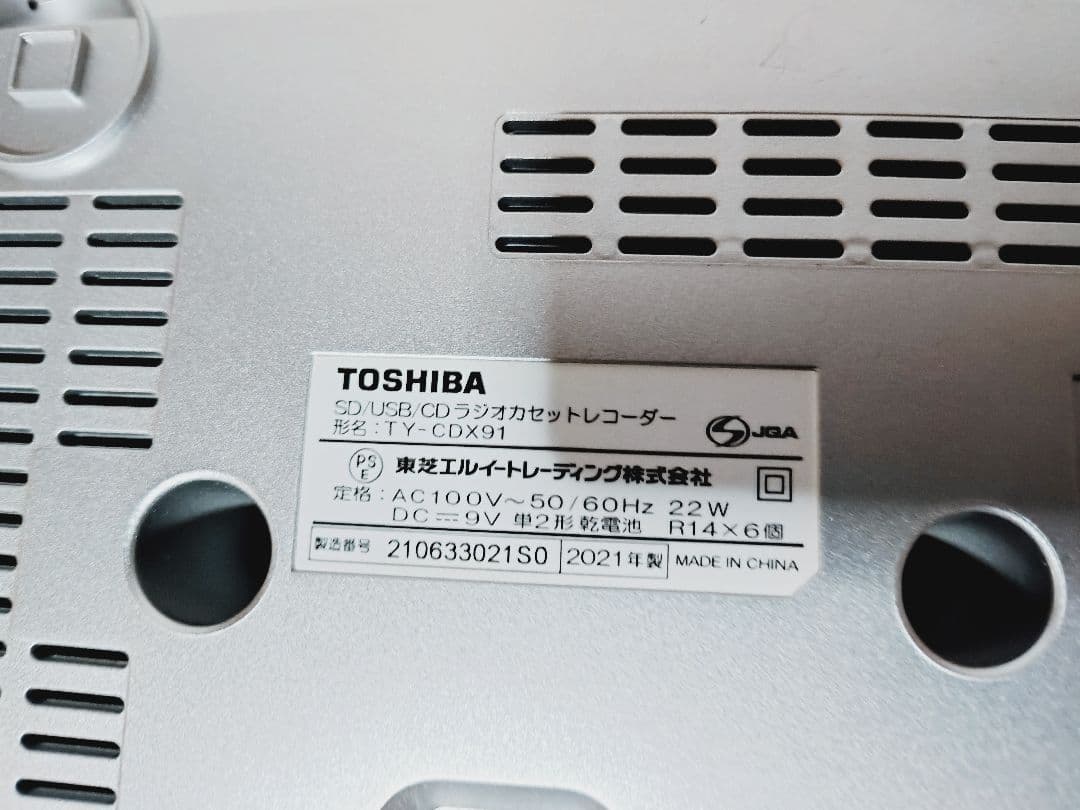 TOSHIBA
SD/USB/CDラジオカセットレコーダー
形名:TY-CDX91
S-JQA
PSE 東芝エルイートレーディング株式会社
定格:AC100V～50/60Hz 22W
DC⎓9V 単2形乾電池 R14×6個
製造番号 210633021S0 2021年製 MADE IN CHINA